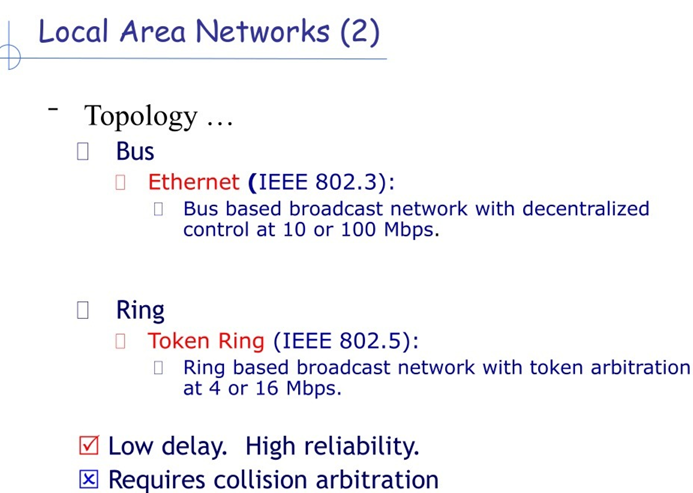 Local Area Networks (2)
- Topology ...
Bus
Ethernet (IEEE 802.3):
Bus based broadcast network with decentralized
control at 10 or 100 Mbps.
Ring
Token Ring (IEEE 802.5):
Ring based broadcast network with token arbitration
at 4 or 16 Mbps.
☑ Low delay. High reliability.
☒ Requires collision arbitration